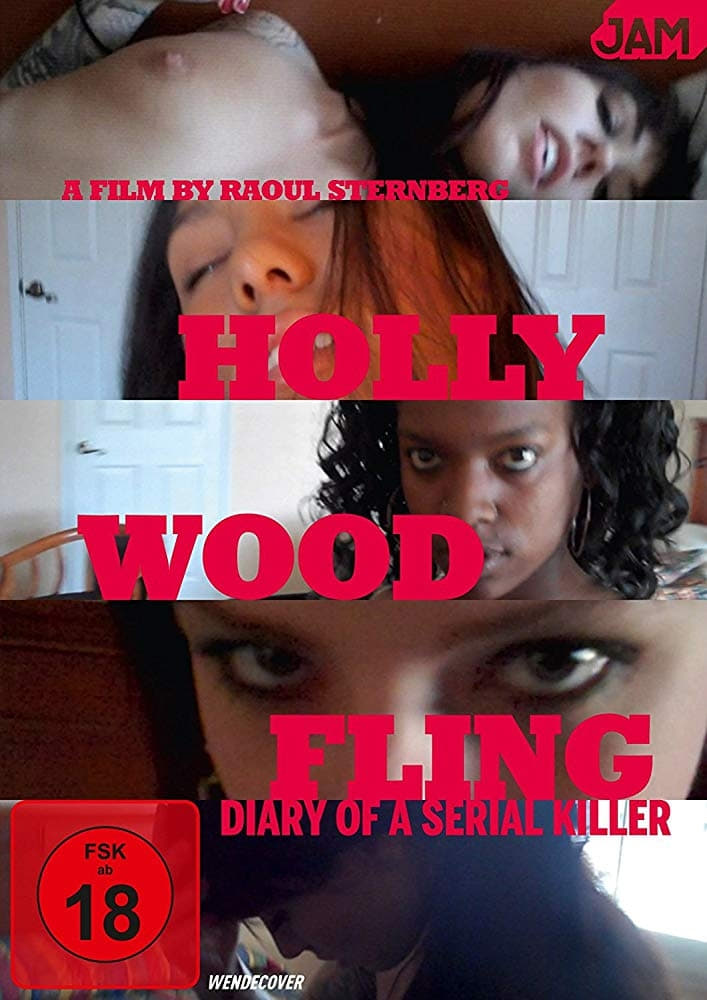 JAM
A FILM BY RAOUL STERNBERG
HOLLY
WOOD
FLING
DIARY OF A SERIAL KILLER
FSK
ab
18
WENDECOVER